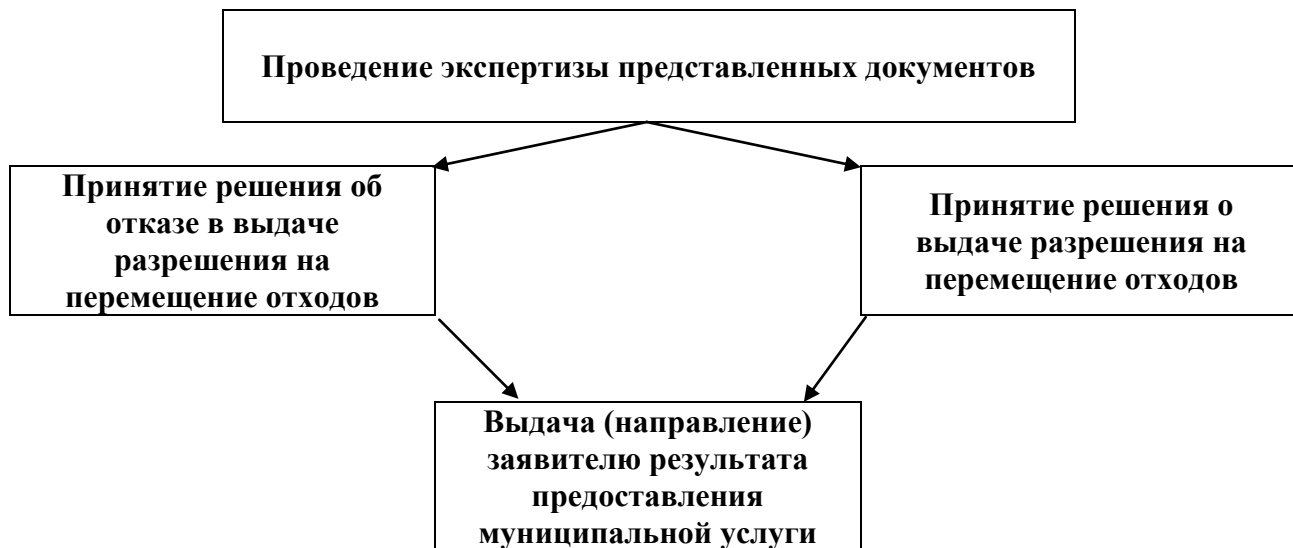 Проведение экспертизы представленных документов
Принятие решения об
отказе в выдаче
разрешения на
перемещение отходов
Принятие решения о
выдаче разрешения на
перемещение отходов
Выдача (направление)
заявителю результата
предоставления
муниципальной услуги